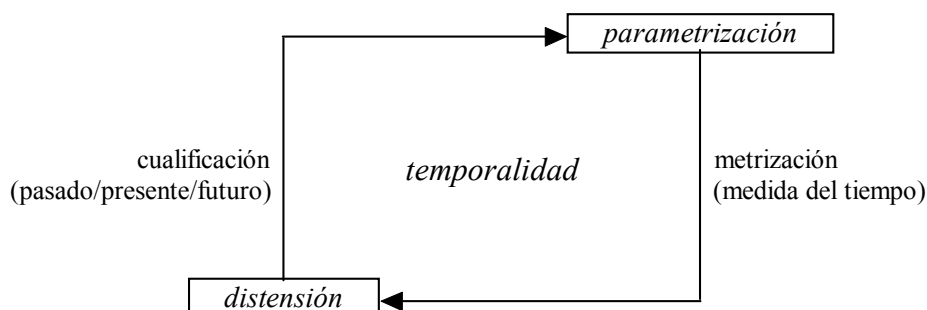 parametrización
cualificación
(pasado/presente/futuro)
temporalidad
metrización
(medida del tiempo)
distensión